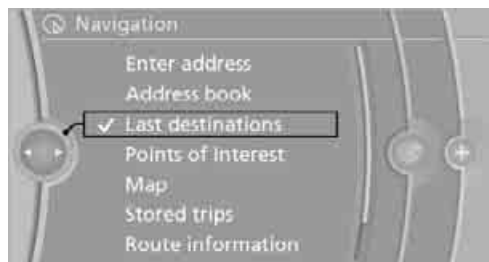 Navigation
Enter address
Address book
✓ Last destinations
Points of Interest
Map
Stored trips
Route information